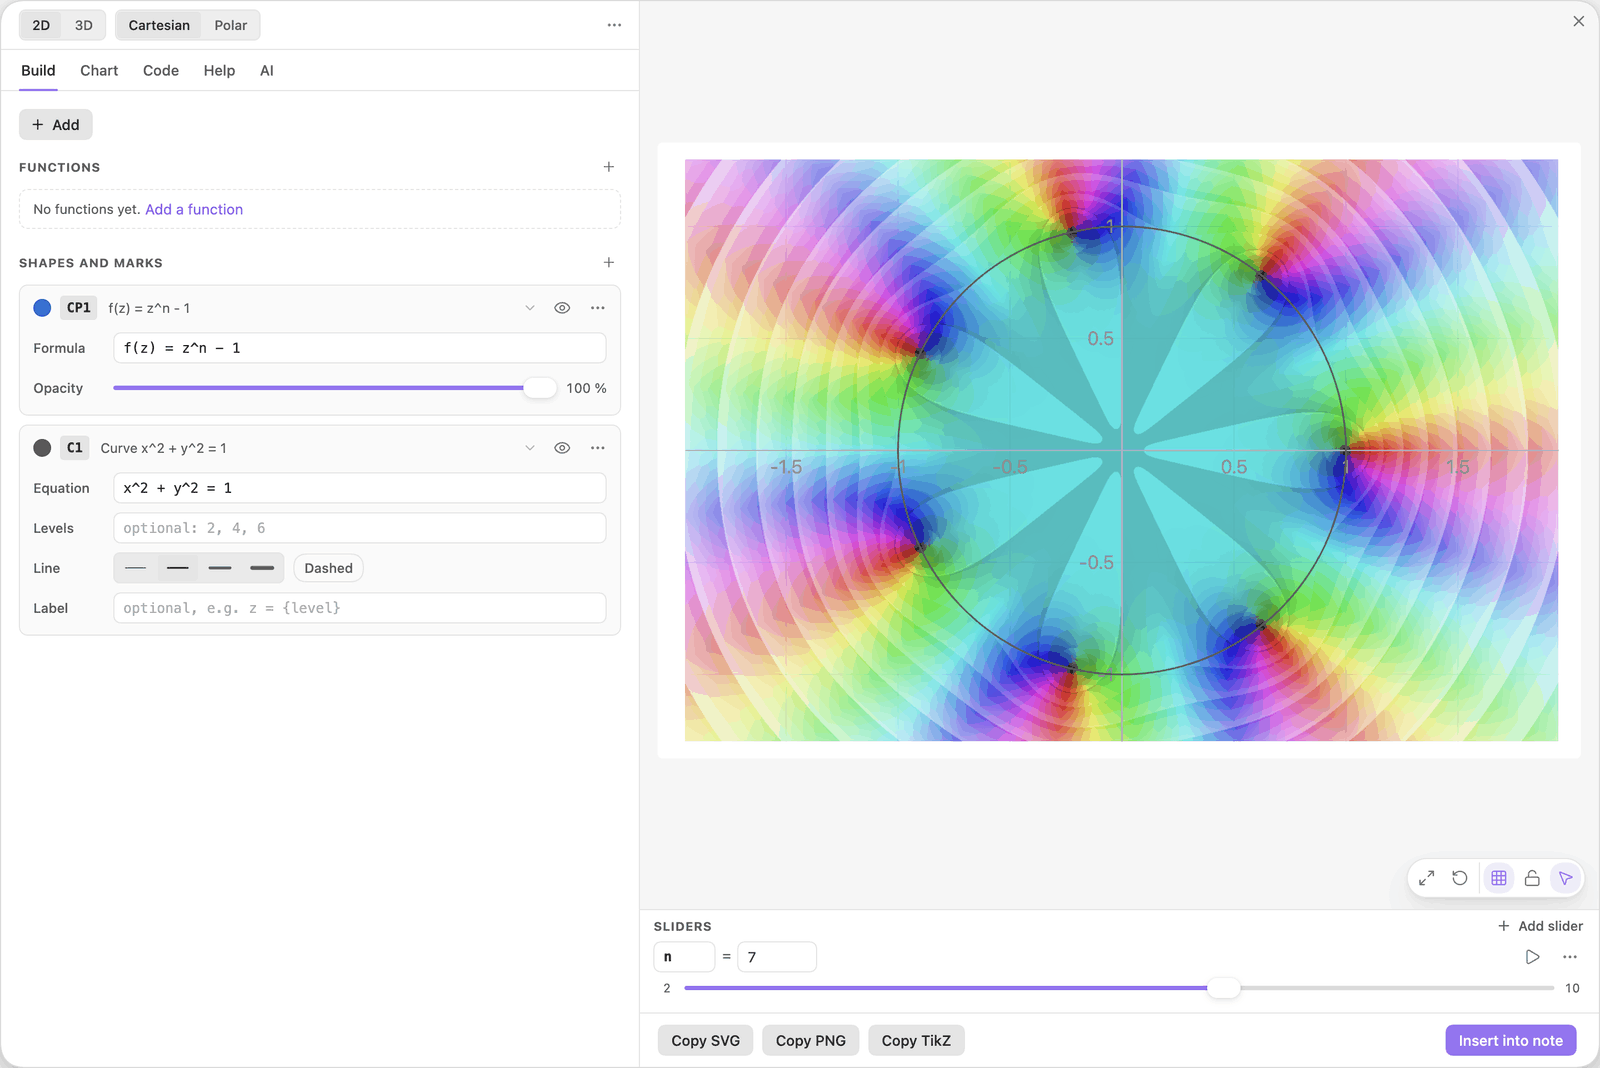 2D 3D Cartesian Polar
Build Chart Code Help AI
+ Add
FUNCTIONS
No functions yet. Add a function
SHAPES AND MARKS
CP1 f(z) = z^n - 1
Formula f(z) = z^n − 1
Opacity 100 %
C1 Curve x^2 + y^2 = 1
Equation x^2 + y^2 = 1
Levels optional: 2, 4, 6
Line Dashed
Label optional, e.g. z = {level}
1
0.5
-1.5 -1 -0.5 0.5 1 1.5
-0.5
-1
SLIDERS + Add slider
n = 7
2 10
Copy SVG Copy PNG Copy TikZ Insert into note